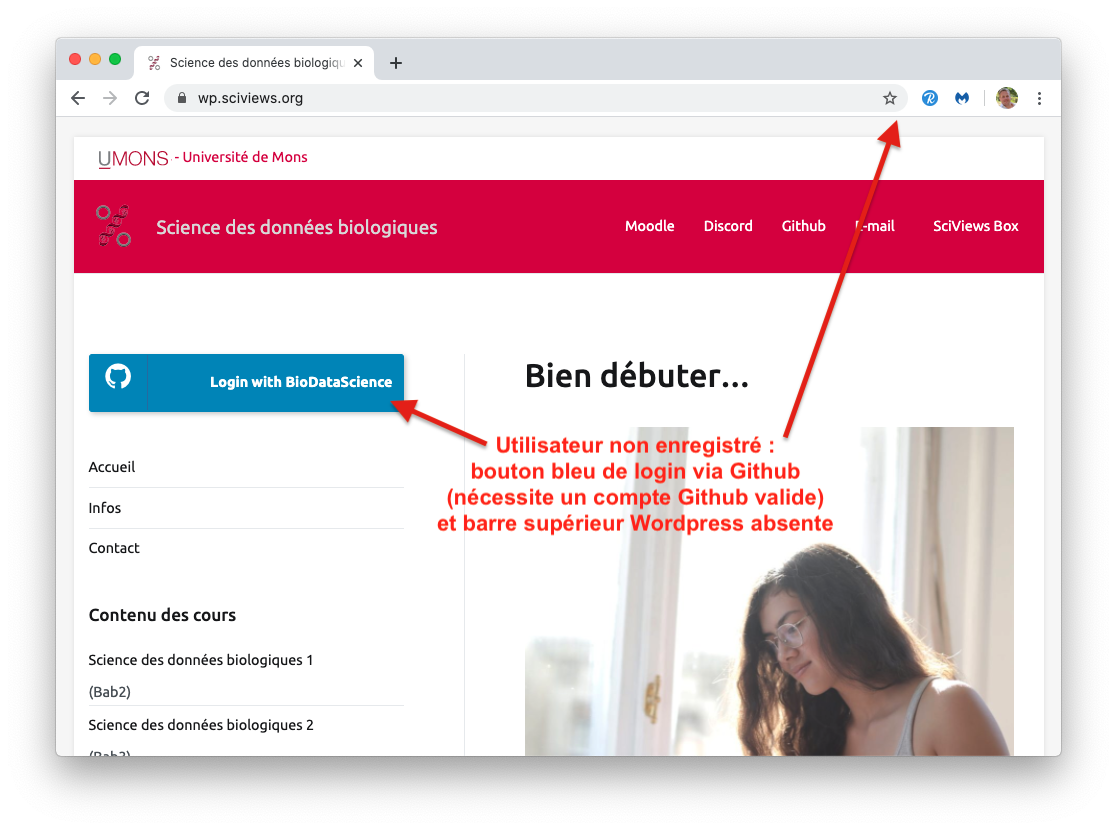 Science des données biologiqu
wp.sciviews.org
UMONS - Université de Mons
Science des données biologiques
Moodle
Discord
Github
E-mail
SciViews Box
Login with BioDataScience
Bien débuter...
Utilisateur non enregistré :
bouton bleu de login via Github
(nécessite un compte Github valide)
et barre supérieur Wordpress absente
Accueil
Infos
Contact
Contenu des cours
Science des données biologiques 1
(Bab2)
Science des données biologiques 2
(Bab3)